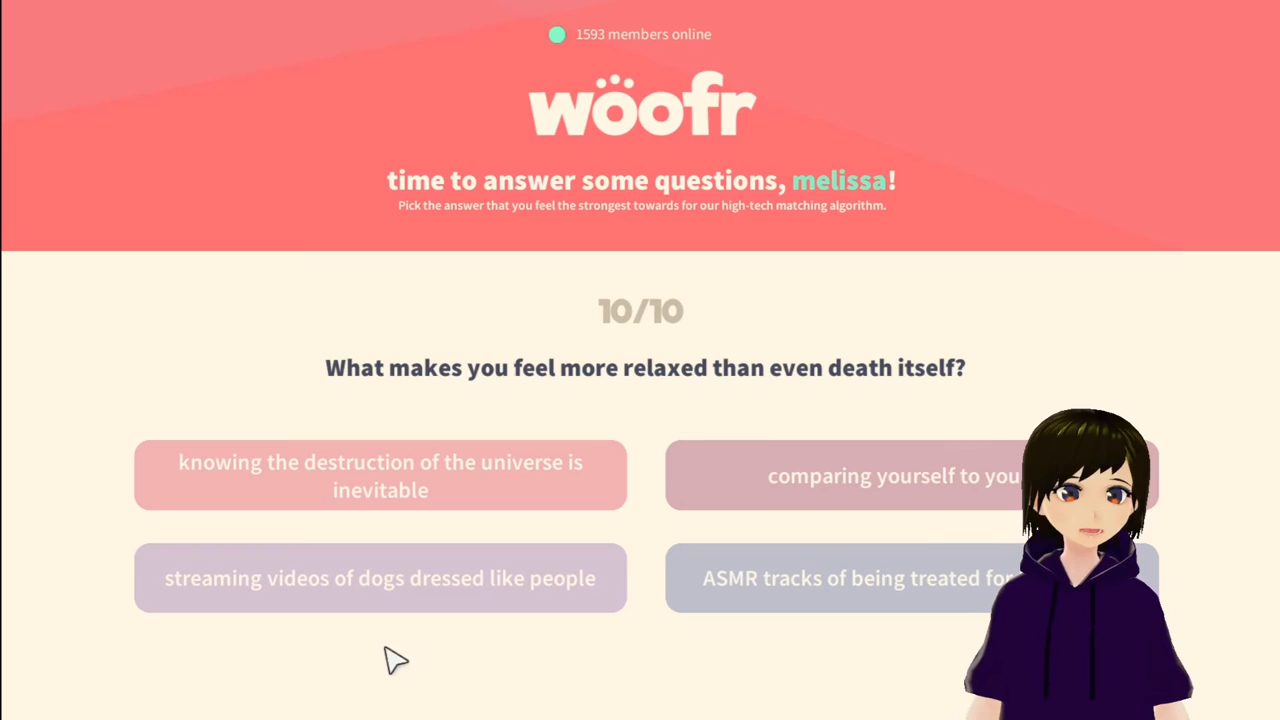 1593 members online
wöofr
time to answer some questions, melissa!
Pick the answer that you feel the strongest towards for our high-tech matching algorithm.
10/10
What makes you feel more relaxed than even death itself?
knowing the destruction of the universe is
inevitable
comparing yourself to
streaming videos of dogs dressed like people
ASMR tracks of being treated